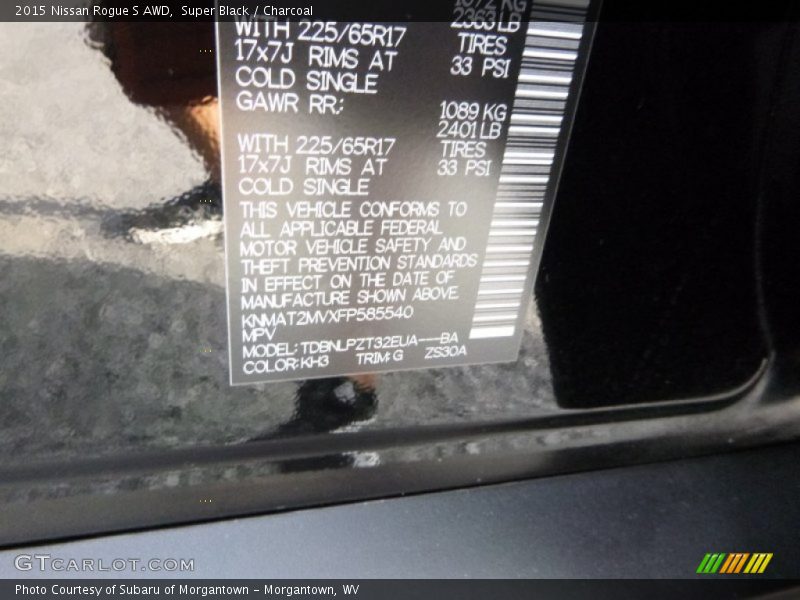 2015 Nissan Rogue S AWD, Super Black / Charcoal
1072 KG
2363 LB
WITH 225/65R17 TIRES
17x7J RIMS AT 33 PSI
COLD SINGLE
GAWR RR: 1089 KG
2401 LB
WITH 225/65R17 TIRES
17x7J RIMS AT 33 PSI
COLD SINGLE
THIS VEHICLE CONFORMS TO
ALL APPLICABLE FEDERAL
MOTOR VEHICLE SAFETY AND
THEFT PREVENTION STANDARDS
IN EFFECT ON THE DATE OF
MANUFACTURE SHOWN ABOVE.
KNMAT2MVXFP585540
MPV
MODEL:TDBNLPZT32EUA---BA
COLOR:KH3 TRIM:G ZS30A
GTCARLOT.COM
Photo Courtesy of Subaru of Morgantown - Morgantown, WV